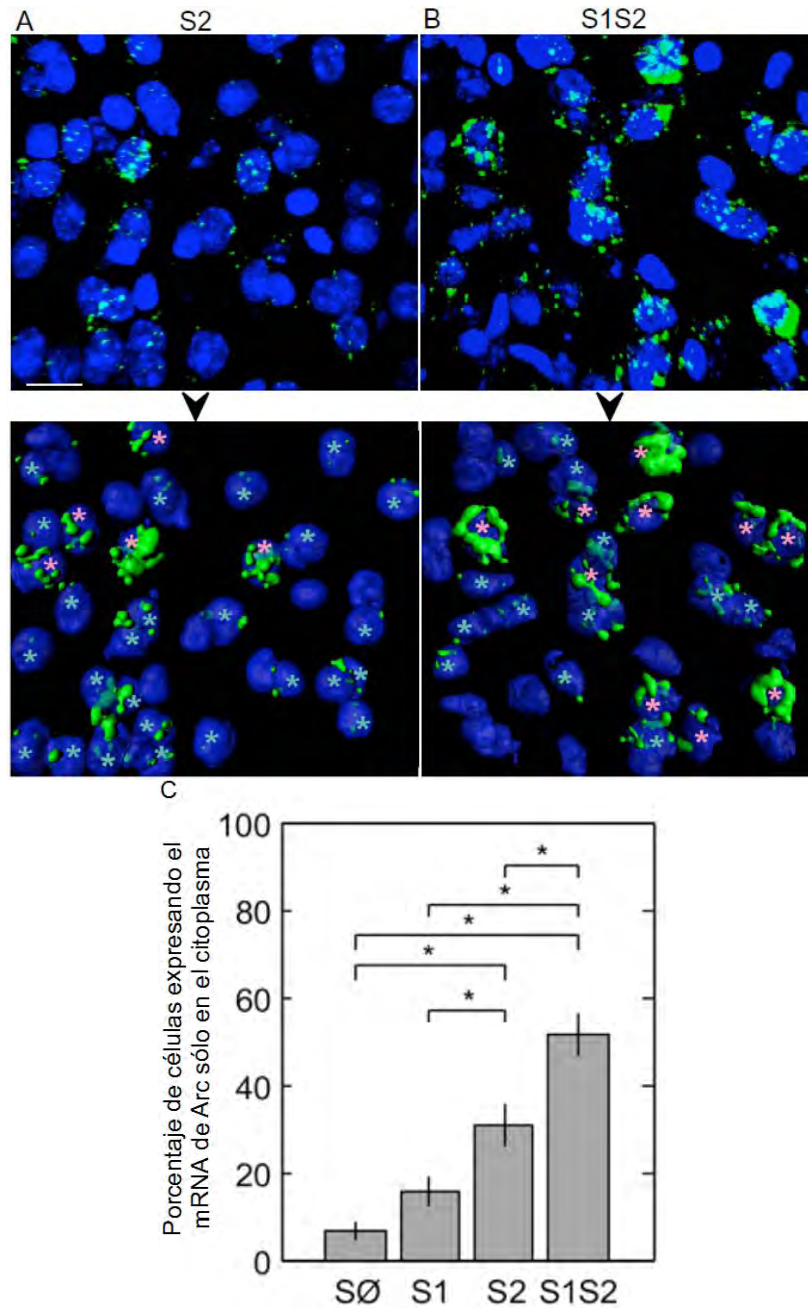 A
S2
B
S1S2
C
Porcentaje de células expresando el
mRNA de Arc sólo en el citoplasma
100
80
60
40
20
0
*
*
*
*
*
SØ
S1
S2
S1S2